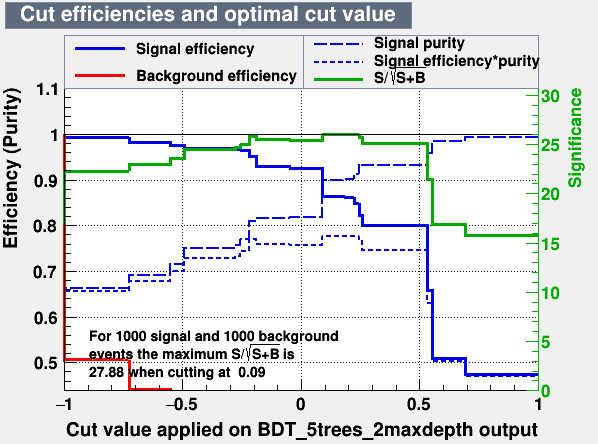 Cut efficiencies and optimal cut value
Signal efficiency
Background efficiency
Signal purity
Signal efficiency*purity
S/√S+B
Efficiency (Purity)
1.1
1
0.9
0.8
0.7
0.6
0.5
Significance
30
25
20
15
10
5
0
For 1000 signal and 1000 background
events the maximum S/√S+B is
27.88 when cutting at 0.09
−1
−0.5
0
0.5
1
Cut value applied on BDT_5trees_2maxdepth output